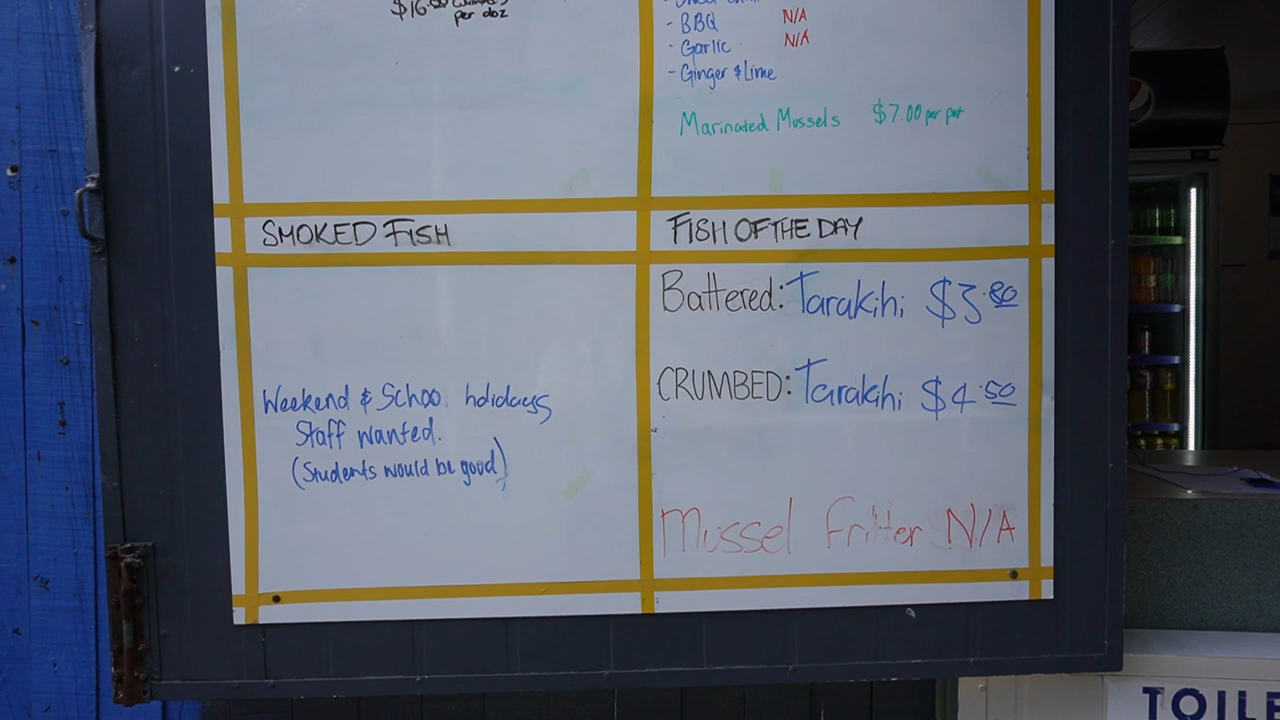 $16.00
per doz
- BBQ N/A
- Garlic N/A
- Ginger & Lime
Marinated Mussels $7.00 per pot
SMOKED FISH
FISH OF THE DAY
Battered: Tarakihi $3.80
CRUMBED: Tarakihi $4.50
Mussel Fritter N/A
Weekend & Schoo. holidays
Staff wanted.
(Students would be good)
TOILE